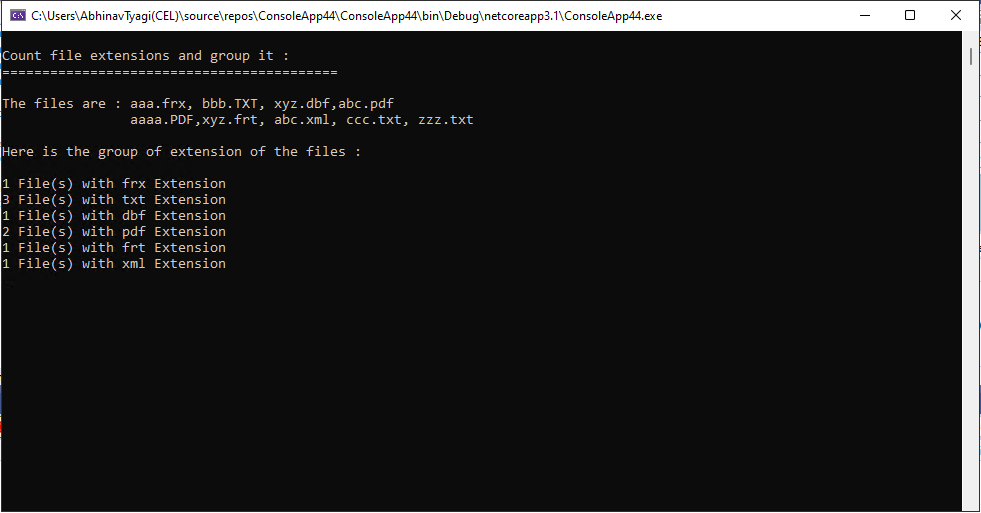 C:\Users\AbhinavTyagi(CEL)\source\repos\ConsoleApp44\ConsoleApp44\bin\Debug\netcoreapp3.1\ConsoleApp44.exe
Count file extensions and group it :
==========================================
The files are : aaa.frx, bbb.TXT, xyz.dbf,abc.pdf
aaaa.PDF,xyz.frt, abc.xml, ccc.txt, zzz.txt
Here is the group of extension of the files :
1 File(s) with frx Extension
3 File(s) with txt Extension
1 File(s) with dbf Extension
2 File(s) with pdf Extension
1 File(s) with frt Extension
1 File(s) with xml Extension